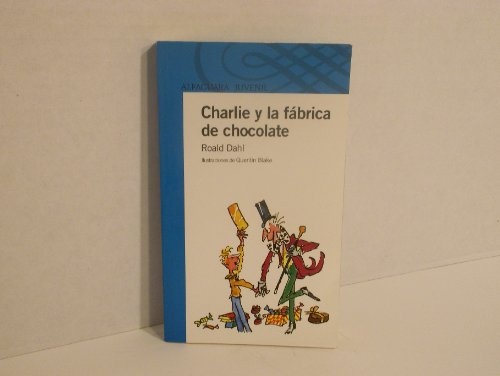 ALFAGUARA JUVENIL
Charlie y la fábrica
de chocolate
Roald Dahl
Ilustraciones de Quentin Blake